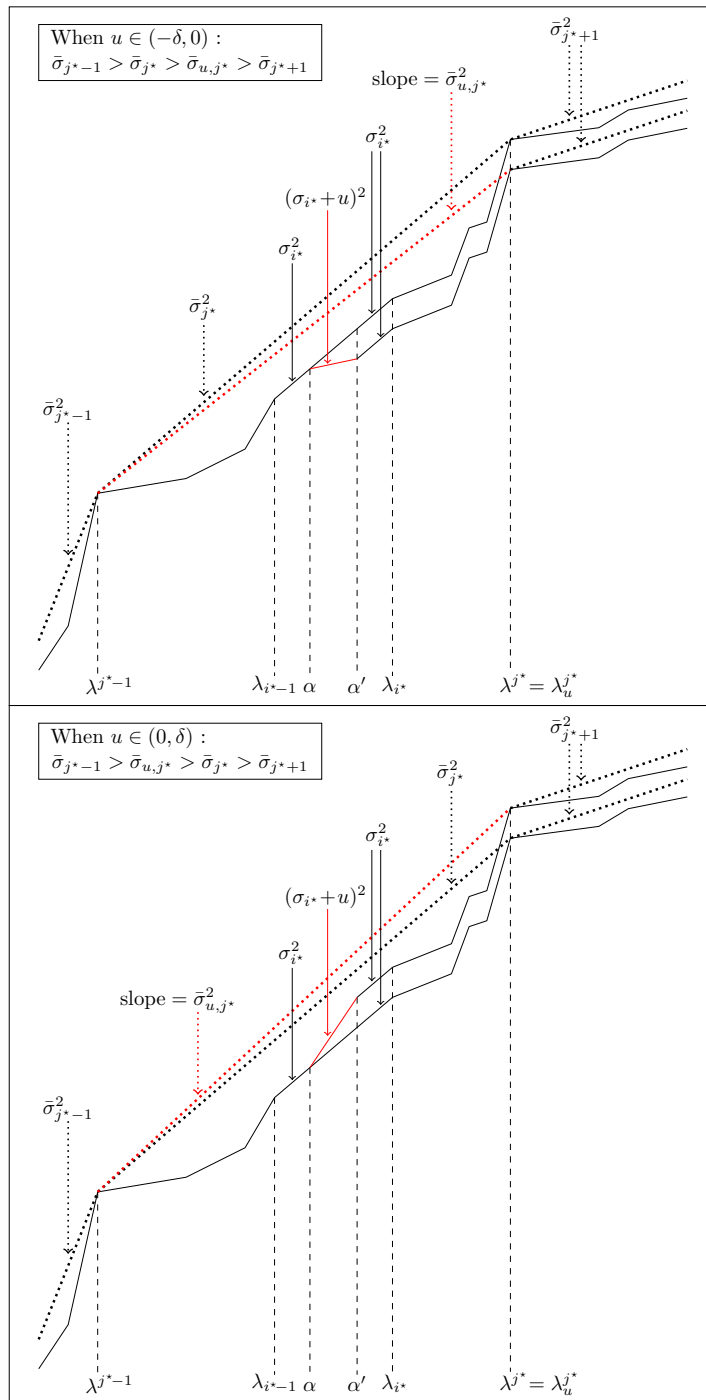 When u ∈ (−δ, 0) :
σ̄_{j⋆−1} > σ̄_{j⋆} > σ̄_{u,j⋆} > σ̄_{j⋆+1}
σ̄²_{j⋆+1}
slope = σ̄²_{u,j⋆}
σ²_{i⋆}
(σ_{i⋆}+u)²
σ²_{i⋆}
σ̄²_{j⋆}
σ̄²_{j⋆−1}
λ^{j⋆−1} λ_{i⋆−1} α α′ λ_{i⋆} λ^{j⋆} = λ_u^{j⋆}
When u ∈ (0, δ) :
σ̄_{j⋆−1} > σ̄_{u,j⋆} > σ̄_{j⋆} > σ̄_{j⋆+1}
σ̄²_{j⋆+1}
σ̄²_{j⋆}
σ²_{i⋆}
(σ_{i⋆}+u)²
σ²_{i⋆}
slope = σ̄²_{u,j⋆}
σ̄²_{j⋆−1}
λ^{j⋆−1} λ_{i⋆−1} α α′ λ_{i⋆} λ^{j⋆} = λ_u^{j⋆}